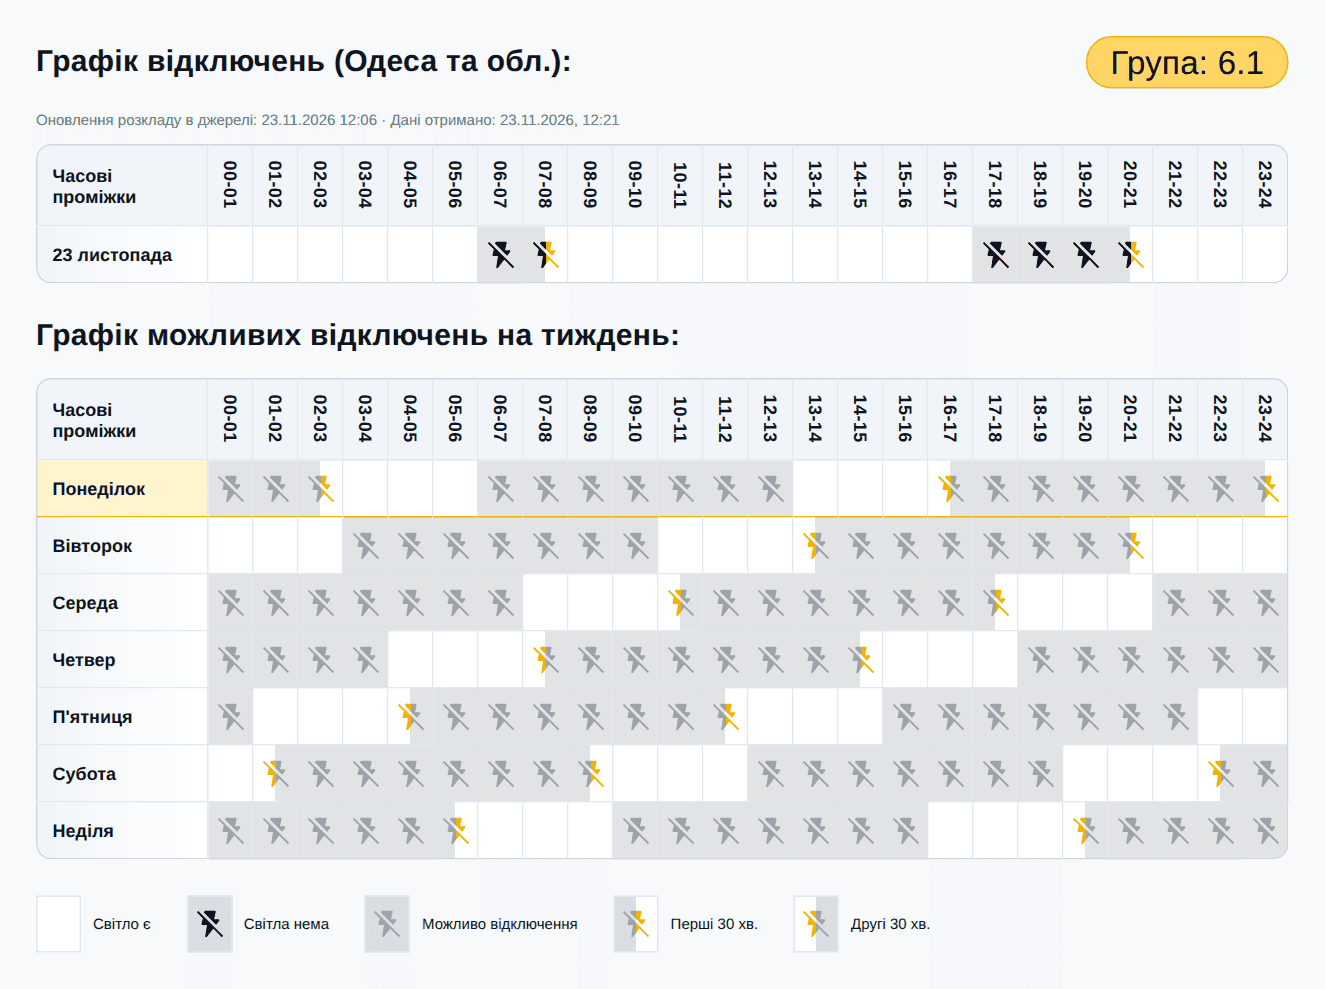 Графік відключень (Одеса та обл.):
Група: 6.1
Оновлення розкладу в джерелі: 23.11.2026 12:06 · Дані отримано: 23.11.2026, 12:21
Часові проміжки 00-01 01-02 02-03 03-04 04-05 05-06 06-07 07-08 08-09 09-10 10-11 11-12 12-13 13-14 14-15 15-16 16-17 17-18 18-19 19-20 20-21 21-22 22-23 23-24
23 листопада
Графік можливих відключень на тиждень:
Часові проміжки 00-01 01-02 02-03 03-04 04-05 05-06 06-07 07-08 08-09 09-10 10-11 11-12 12-13 13-14 14-15 15-16 16-17 17-18 18-19 19-20 20-21 21-22 22-23 23-24
Понеділок
Вівторок
Середа
Четвер
П'ятниця
Субота
Неділя
Світло є Світла нема Можливо відключення Перші 30 хв. Другі 30 хв.